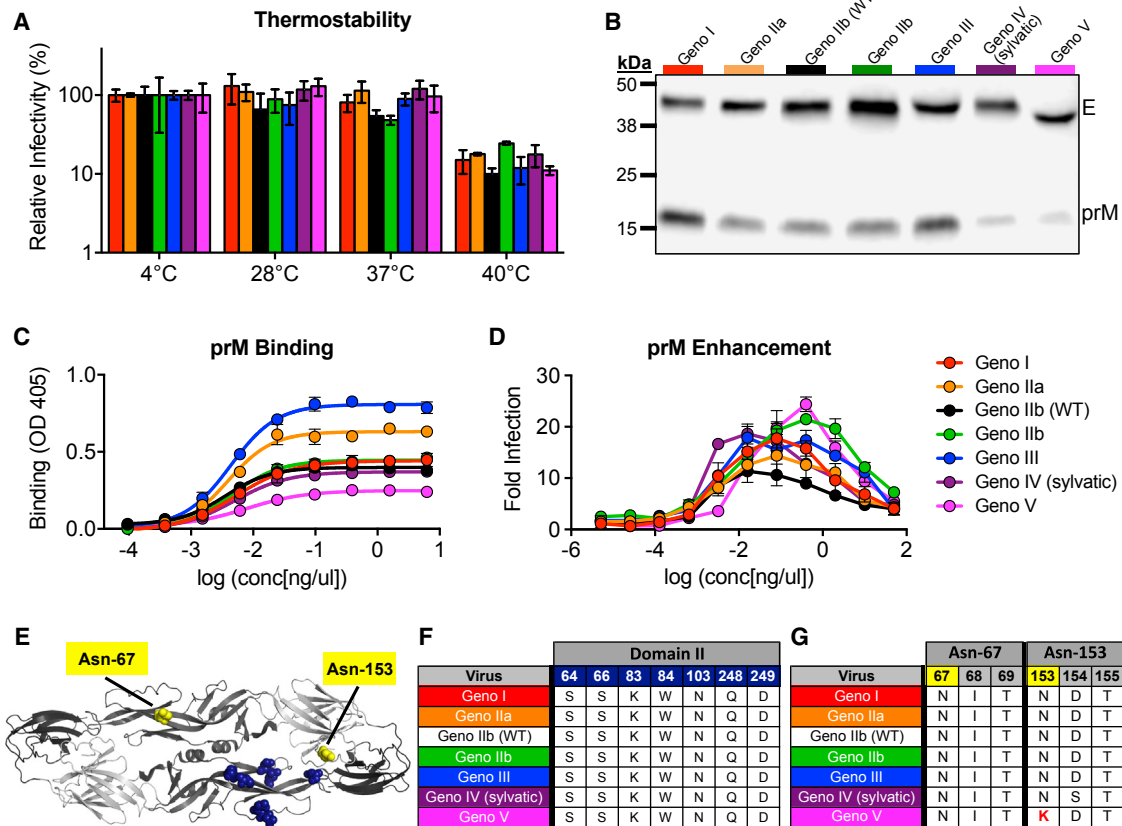 A
Thermostability
Relative Infectivity (%)
100
10
1
4°C 28°C 37°C 40°C
B
Geno I
Geno IIa
Geno IIb
Geno III
Geno IV (sylvatic)
Geno V
kDa
50
38
25
15
E
prM
C
prM Binding
Binding (OD 405)
1.0
0.5
0.0
-4 -3 -2 -1 0 1
log (conc[ng/ul])
D
prM Enhancement
Fold Infection
30
20
10
0
-6 -4 -2 0 2
log (conc[ng/ul])
Geno I
Geno IIa
Geno IIb (WT)
Geno IIb
Geno III
Geno IV (sylvatic)
Geno V
E
Asn-67
Asn-153
F
Domain II
Virus 64 66 83 84 103 248 249
Geno I S S K W N Q D
Geno IIa S S K W N Q D
Geno IIb (WT) S S K W N Q D
Geno IIb S S K W N Q D
Geno III S S K W N Q D
Geno IV (sylvatic) S S K W N Q D
Geno V S S K W N Q D
G
Asn-67 Asn-153
Virus 67 68 69 153 154 155
Geno I N I T N D T
Geno IIa N I T N D T
Geno IIb (WT) N I T N D T
Geno IIb N I T N D T
Geno III N I T N D T
Geno IV (sylvatic) N I T N S T
Geno V N I T K D T